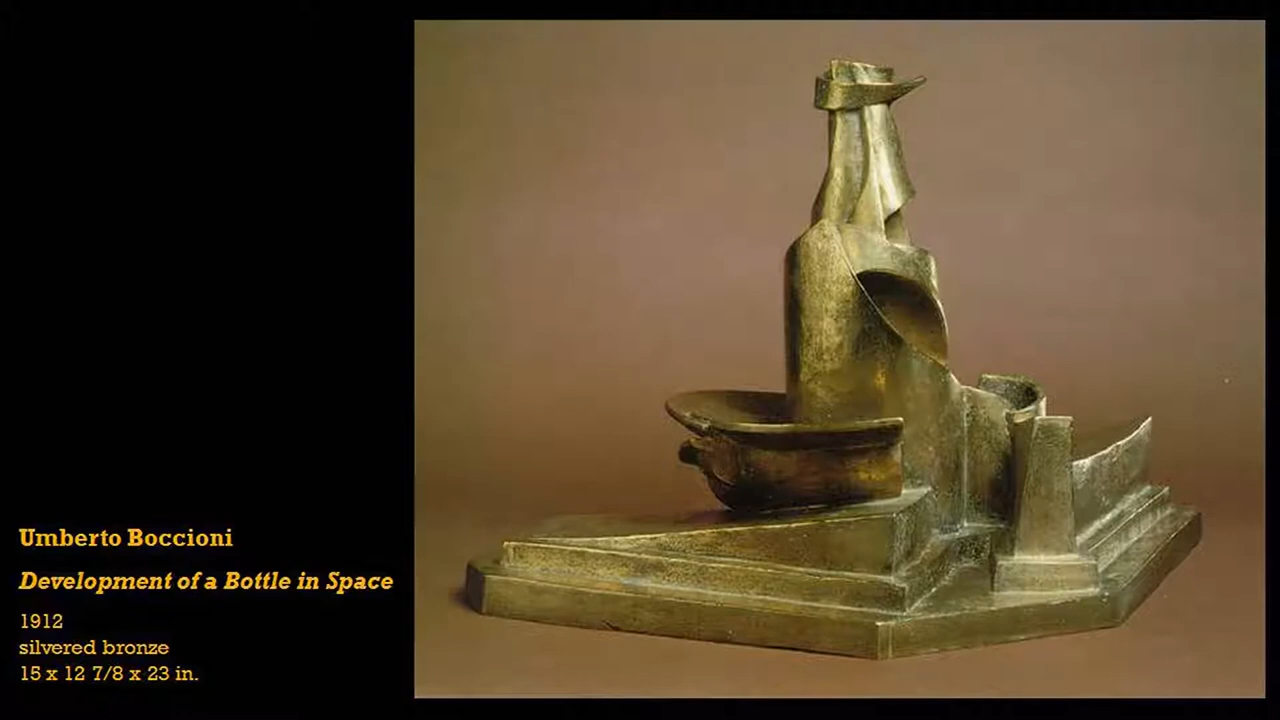 Umberto Boccioni
Development of a Bottle in Space
1912
silvered bronze
15 x 12 7/8 x 23 in.